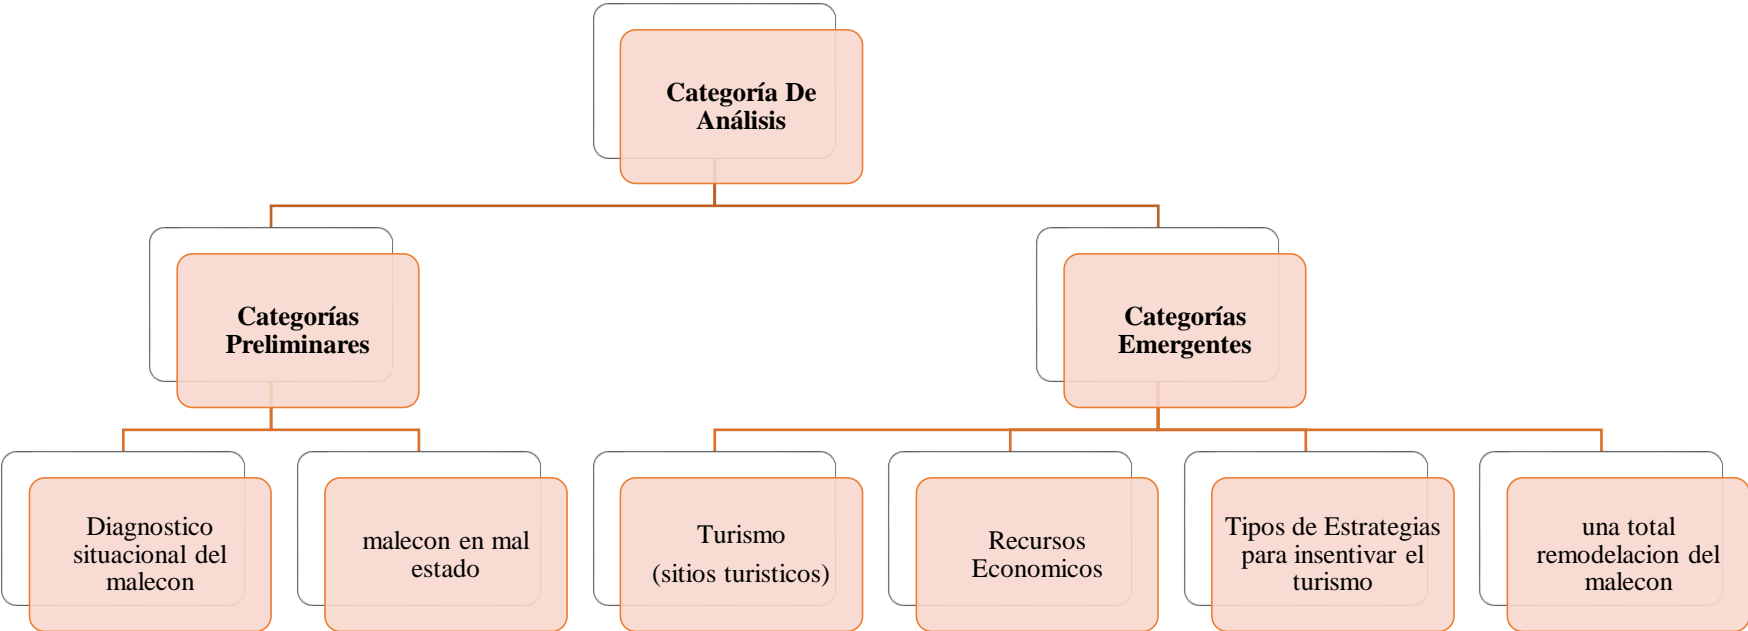 Categoría De
Análisis
Categorías
Preliminares
Categorías
Emergentes
Diagnostico
situacional del
malecon
malecon en mal
estado
Turismo
(sitios turisticos)
Recursos
Economicos
Tipos de Estrategias
para insentivar el
turismo
una total
remodelacion del
malecon